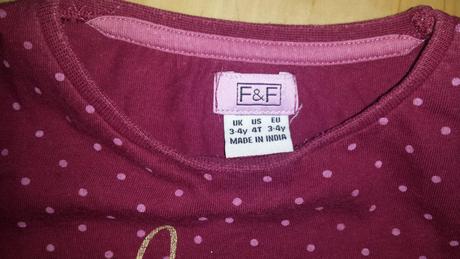 F&F
UK US EU
3-4y 4T 3-4y
MADE IN INDIA